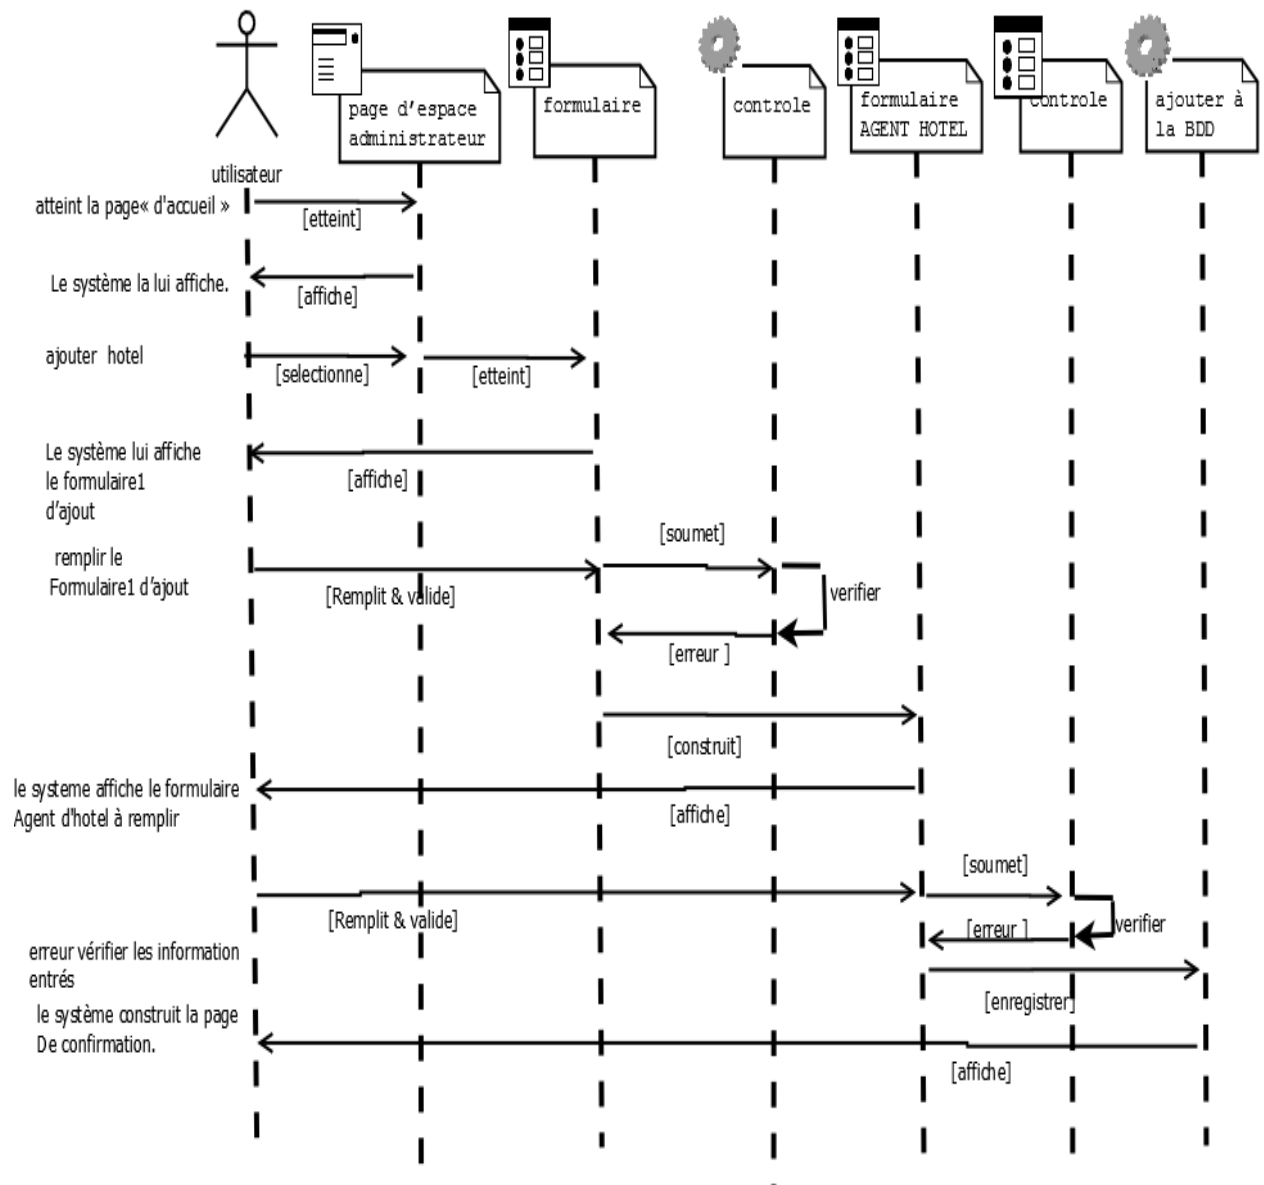 page d'espace
administrateur
formulaire
controle
formulaire
AGENT HOTEL
controle
ajouter à
la BDD
utilisateur
atteint la page« d'accueil »
[etteint]
Le système la lui affiche.
[affiche]
ajouter hotel
[selectionne]
[etteint]
Le système lui affiche
le formulaire1
d'ajout
[affiche]
[soumet]
remplir le
Formulaire1 d'ajout
[Remplit & valide]
verifier
[erreur ]
[construit]
le systeme affiche le formulaire
Agent d'hotel à remplir
[affiche]
[soumet]
[Remplit & valide]
verifier
[erreur ]
erreur vérifier les information
entrés
[enregistrer]
le système construit la page
De confirmation.
[affiche]